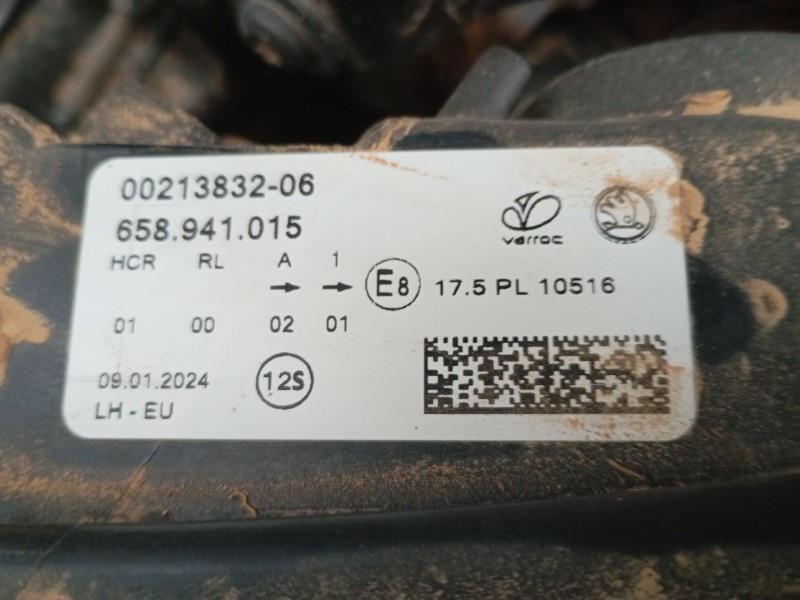 00213832-06
658.941.015
varroc
HCR RL A 1
→ → E8 17.5 PL 10516
01 00 02 01
09.01.2024 12S
LH - EU